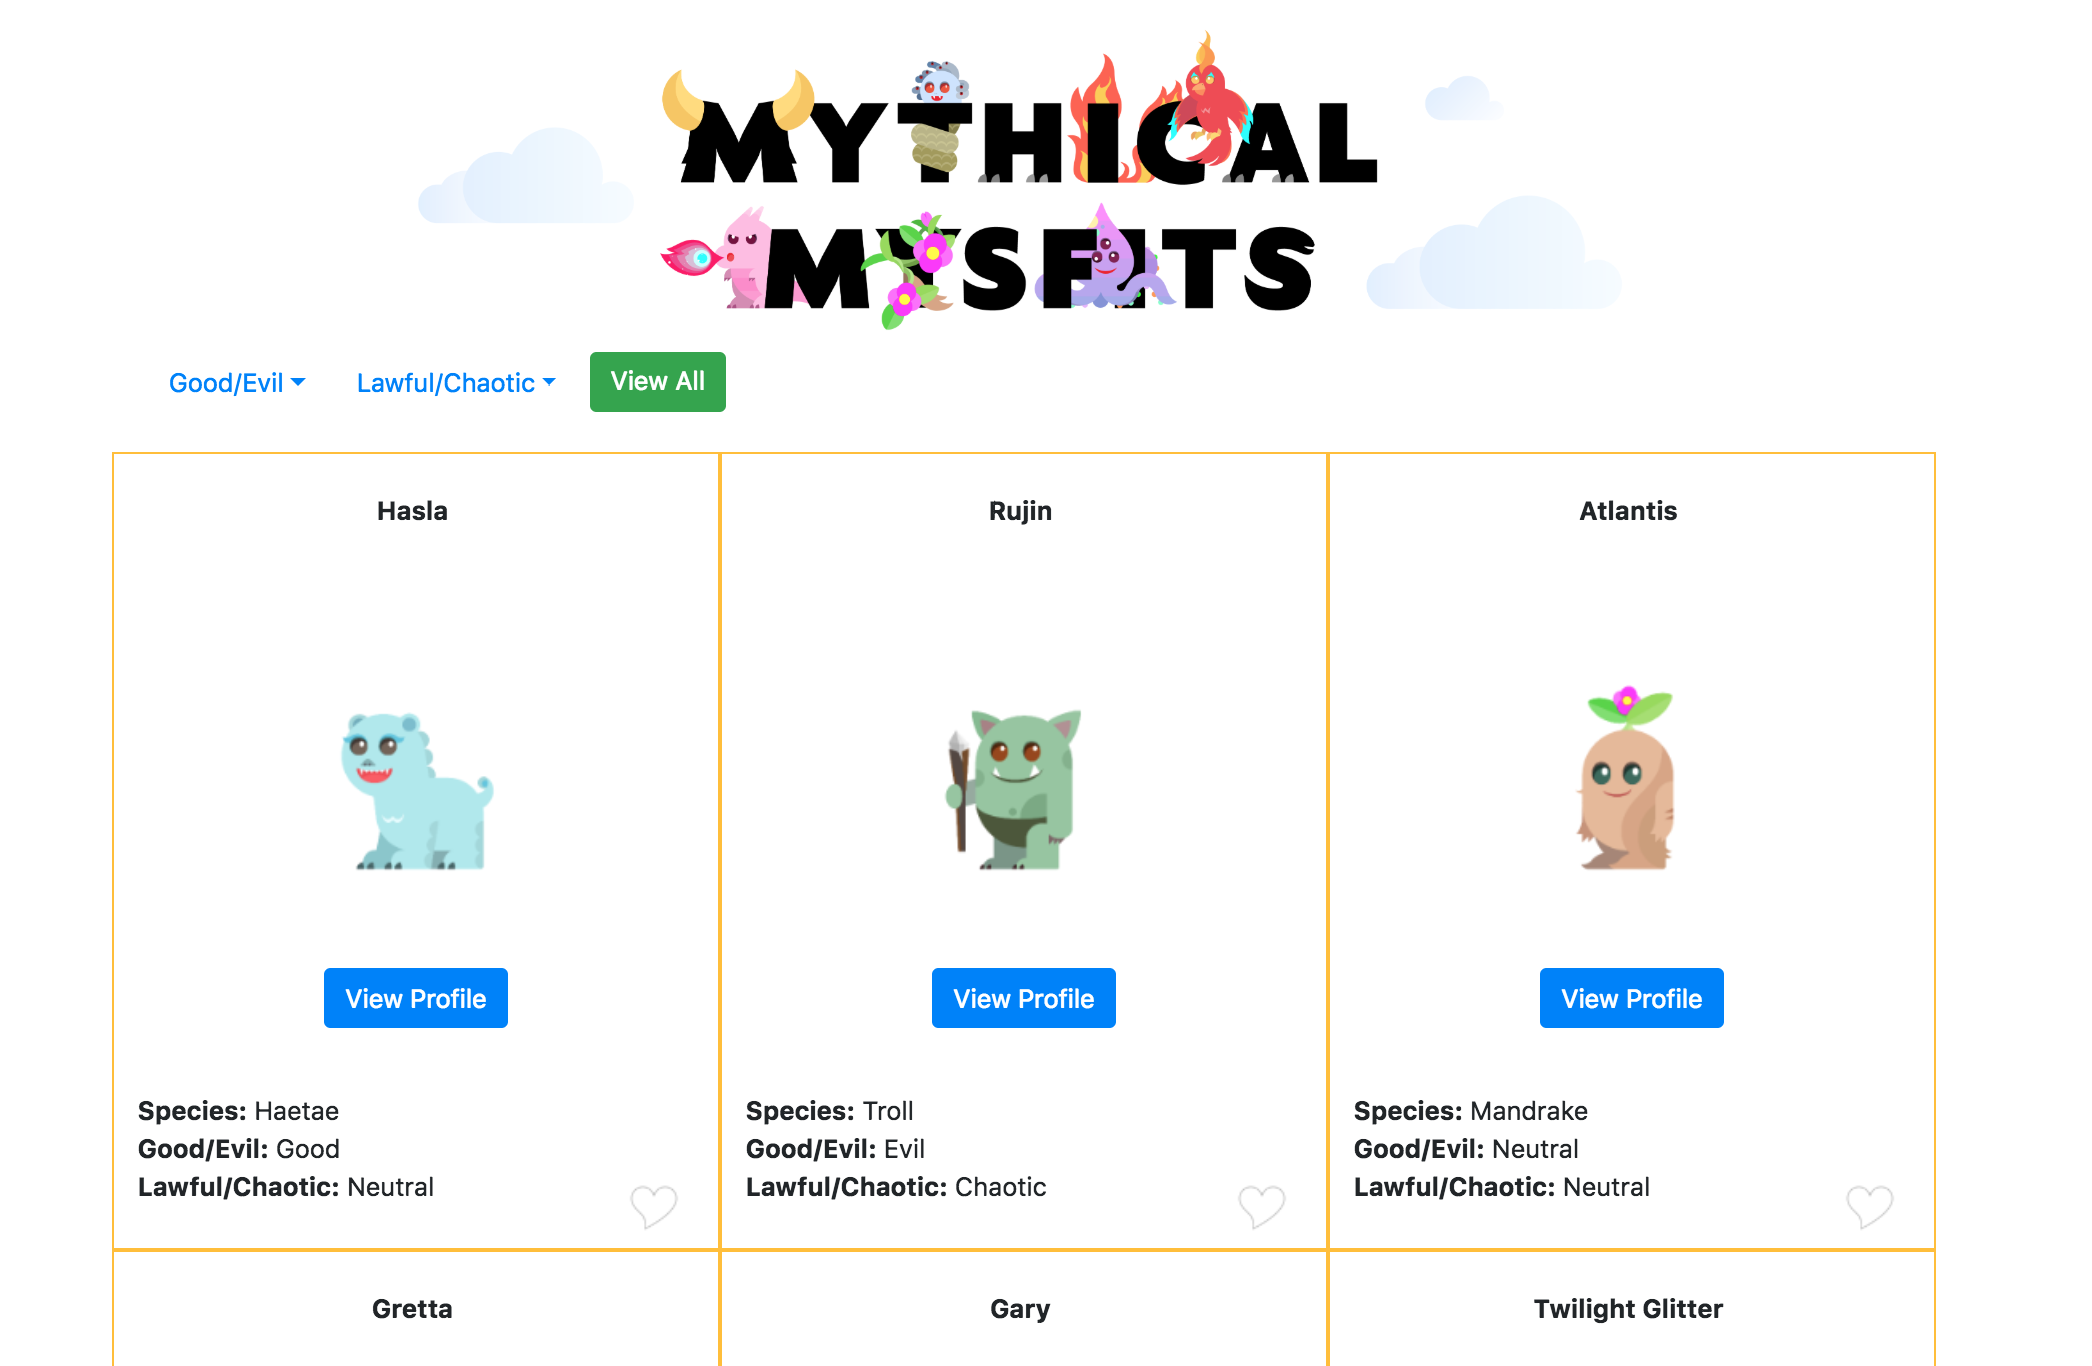 MYTHICAL
MYSFITS
Good/Evil
Lawful/Chaotic
View All
Hasla
Rujin
Atlantis
View Profile
View Profile
View Profile
Species: Haetae
Good/Evil: Good
Lawful/Chaotic: Neutral
Species: Troll
Good/Evil: Evil
Lawful/Chaotic: Chaotic
Species: Mandrake
Good/Evil: Neutral
Lawful/Chaotic: Neutral
Gretta
Gary
Twilight Glitter